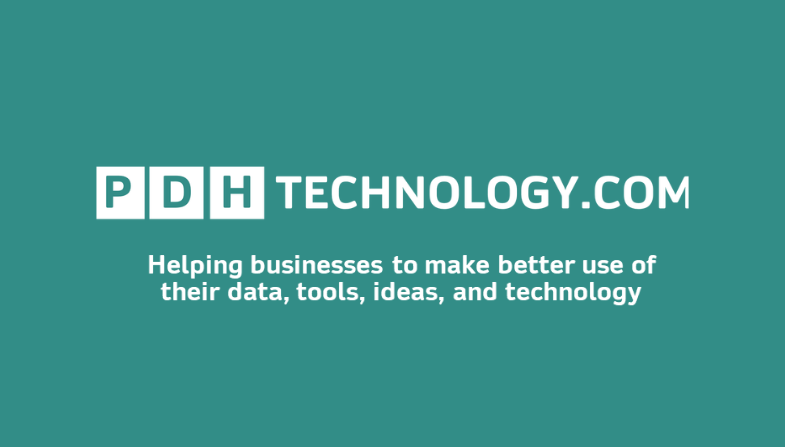 PDH TECHNOLOGY.COM
Helping businesses to make better use of
their data, tools, ideas, and technology